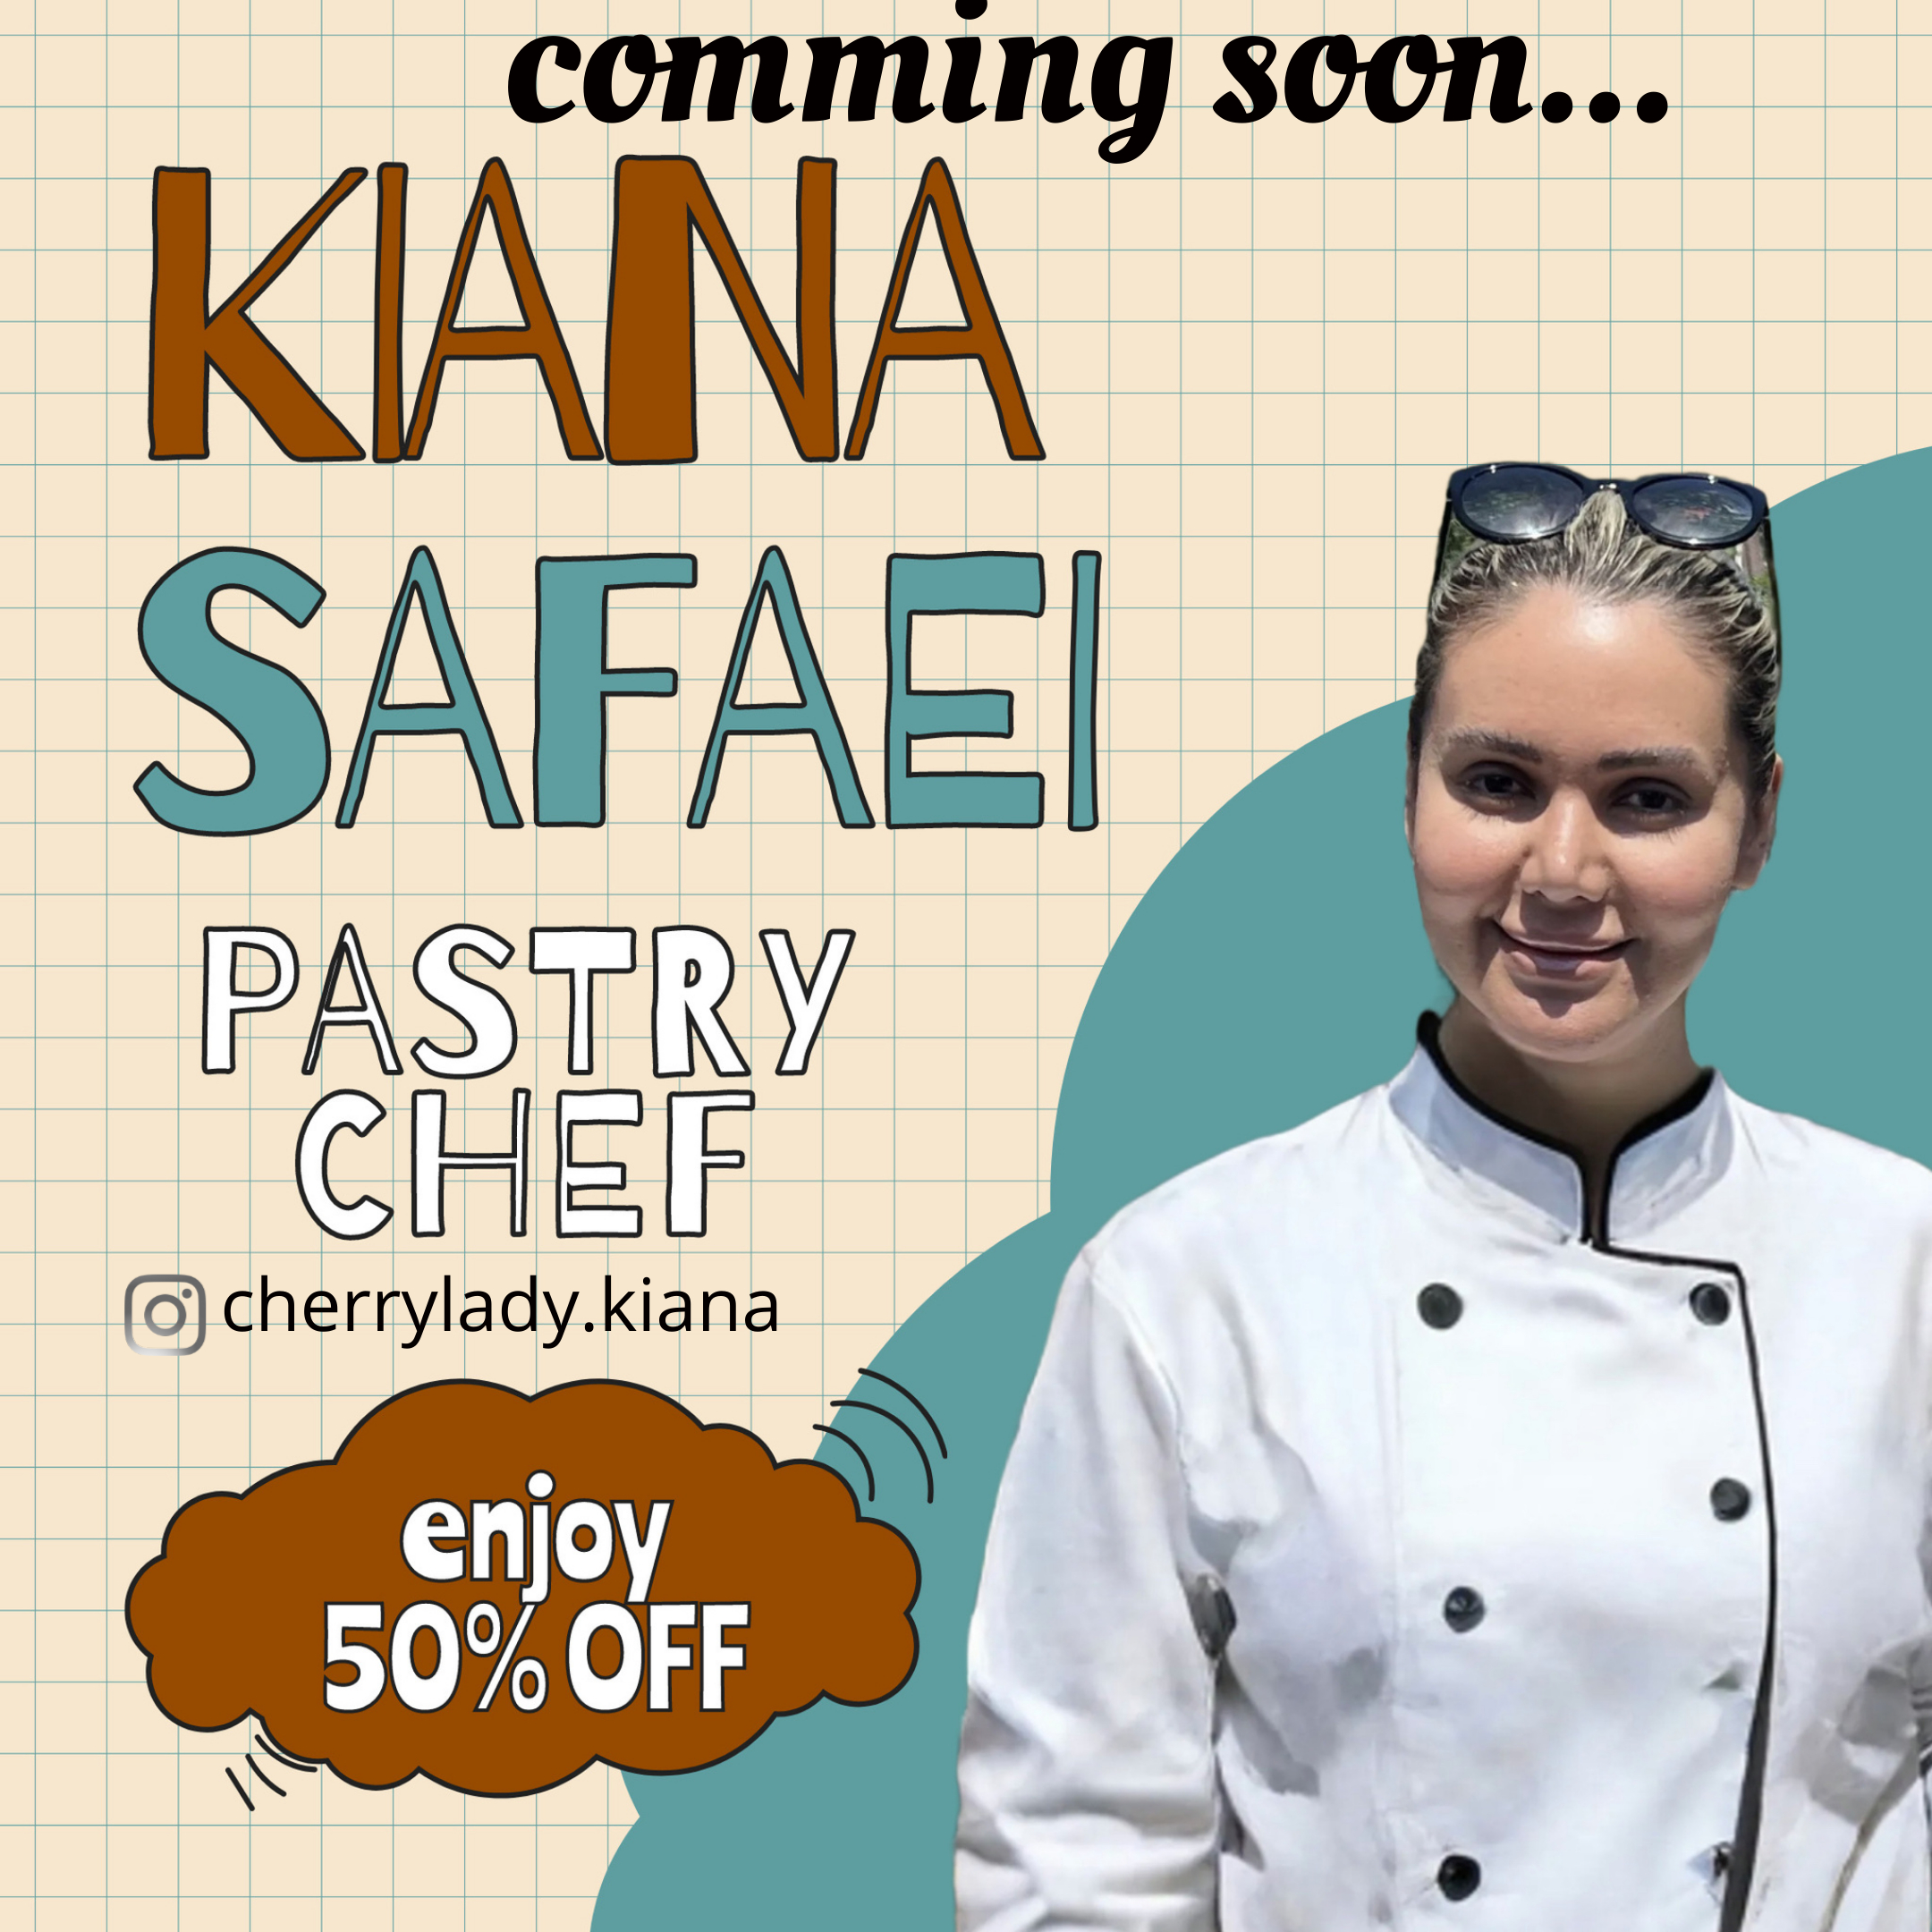 comming soon...
KIANA
SAFAEI
PASTRY
CHEF
cherrylady.kiana
enjoy
50% OFF